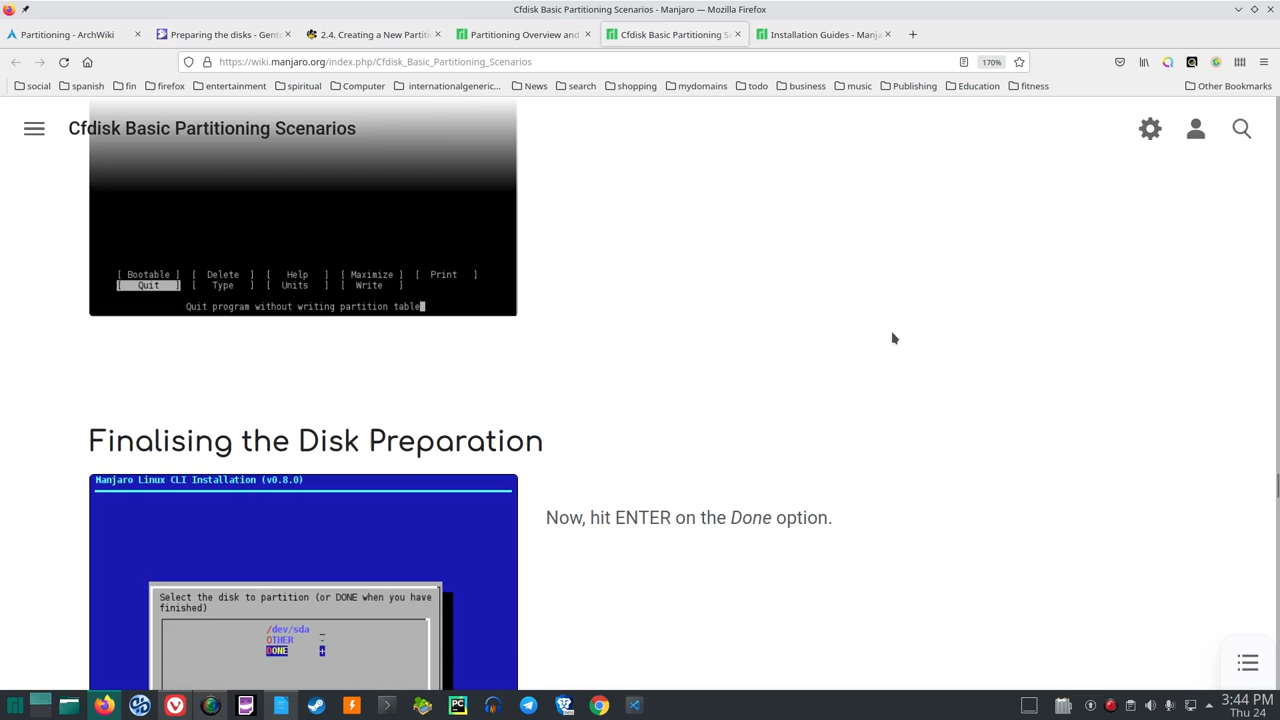 Cfdisk Basic Partitioning Scenarios - Manjaro — Mozilla Firefox
Partitioning - ArchWiki
Preparing the disks - Gent
2.4. Creating a New Partiti
Partitioning Overview and
Cfdisk Basic Partitioning S
Installation Guides - Manja
https://wiki.manjaro.org/index.php/Cfdisk_Basic_Partitioning_Scenarios
170%
social spanish fin firefox entertainment spiritual Computer internationalgeneric... News search shopping mydomains todo business music Publishing Education fitness Other Bookmarks
Cfdisk Basic Partitioning Scenarios
[ Bootable ] [ Delete ] [ Help ] [ Maximize ] [ Print ]
[ Quit ] [ Type ] [ Units ] [ Write ]
Quit program without writing partition table
Finalising the Disk Preparation
Manjaro Linux CLI Installation (v0.8.0)
Now, hit ENTER on the Done option.
Select the disk to partition (or DONE when you have
finished)
/dev/sda _
OTHER -
DONE +
3:44 PM
Thu 24